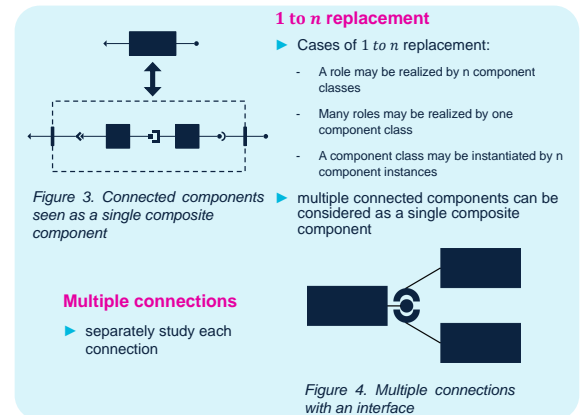 1 to n replacement
► Cases of 1 to n replacement:
- A role may be realized by n component
classes
- Many roles may be realized by one
component class
- A component class may be instantiated by n
component instances
► multiple connected components can be
considered as a single composite
component
Figure 3. Connected components
seen as a single composite
component
Multiple connections
► separately study each
connection
Figure 4. Multiple connections
with an interface